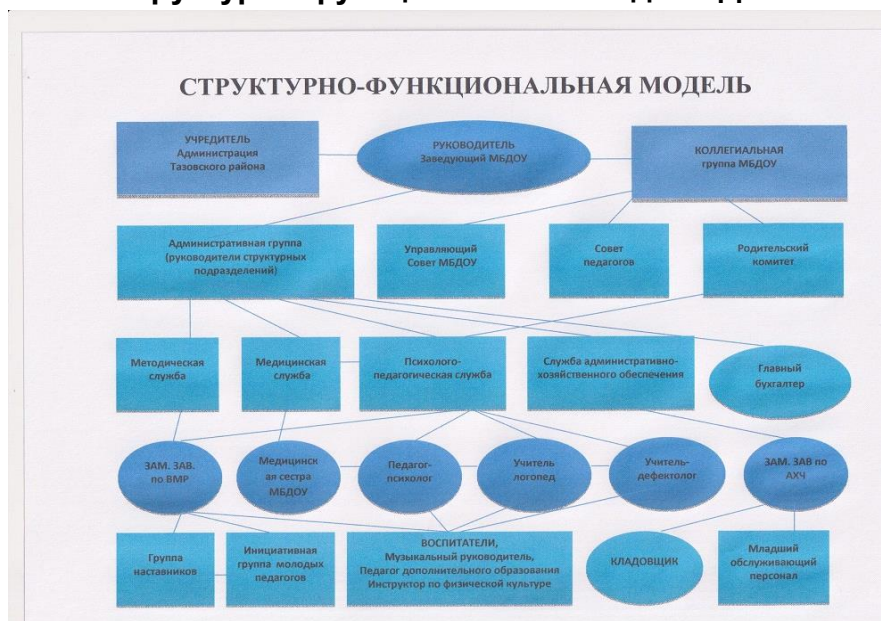 СТРУКТУРНО-ФУНКЦИОНАЛЬНАЯ МОДЕЛЬ
УЧРЕДИТЕЛЬ
Администрация
Тазовского района
РУКОВОДИТЕЛЬ
Заведующий МБДОУ
КОЛЛЕГИАЛЬНАЯ
группа МБДОУ
Административная группа
(руководители структурных
подразделений)
Управляющий
Совет МБДОУ
Совет
педагогов
Родительский
комитет
Методическая
служба
Медицинская
служба
Психолого-
педагогическая служба
Служба административно-
хозяйственного обеспечения
Главный
бухгалтер
ЗАМ. ЗАВ.
по ВМР
Медицинск
ая сестра
МБДОУ
Педагог-
психолог
Учитель
логопед
Учитель-
дефектолог
ЗАМ. ЗАВ по
АХЧ
Группа
наставников
Инициативная
группа молодых
педагогов
ВОСПИТАТЕЛИ,
Музыкальный руководитель,
Педагог дополнительного образования
Инструктор по физической культуре
КЛАДОВЩИК
Младший
обслуживающий
персонал